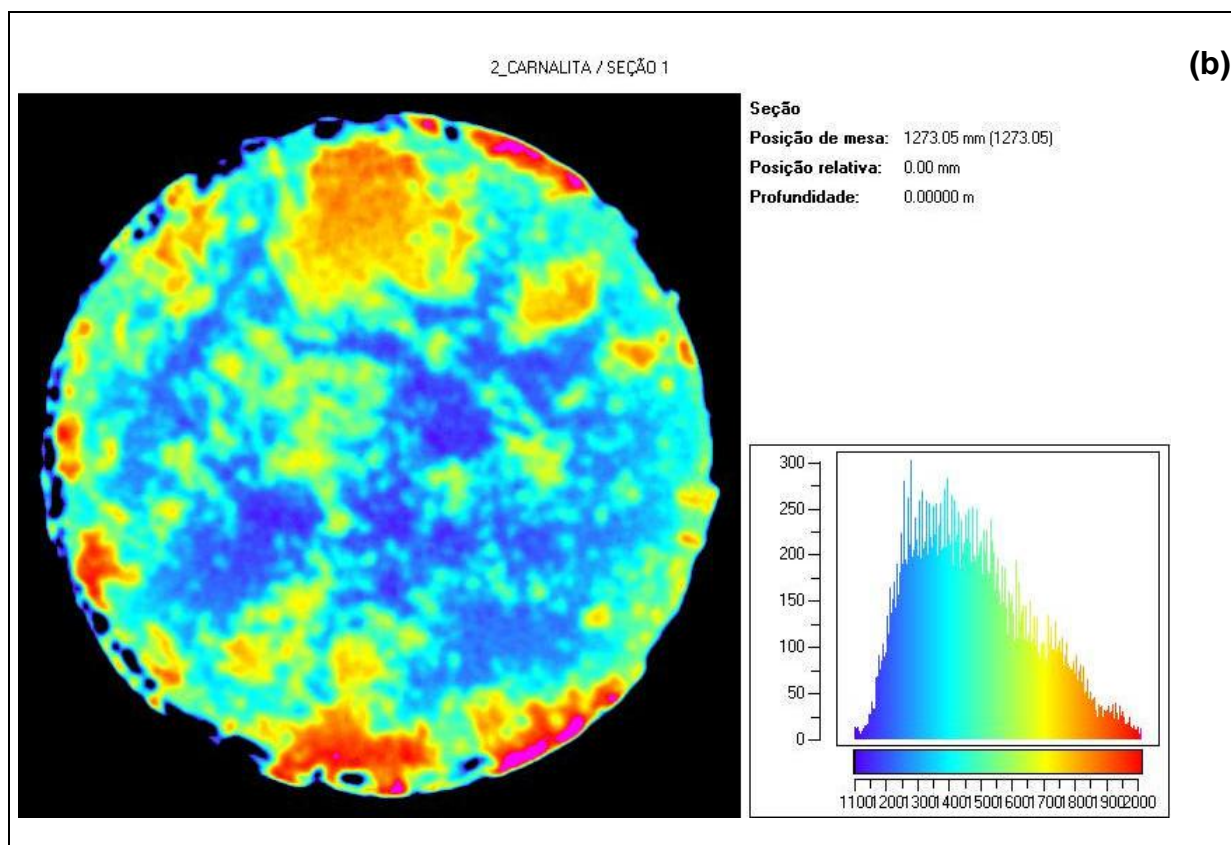 (b)
2_CARNALITA / SEÇÃO 1
Seção
Posição de mesa: 1273.05 mm (1273.05)
Posição relativa: 0.00 mm
Profundidade: 0.00000 m
300
250
200
150
100
50
0
1100 1200 1300 1400 1500 1600 1700 1800 1900 2000